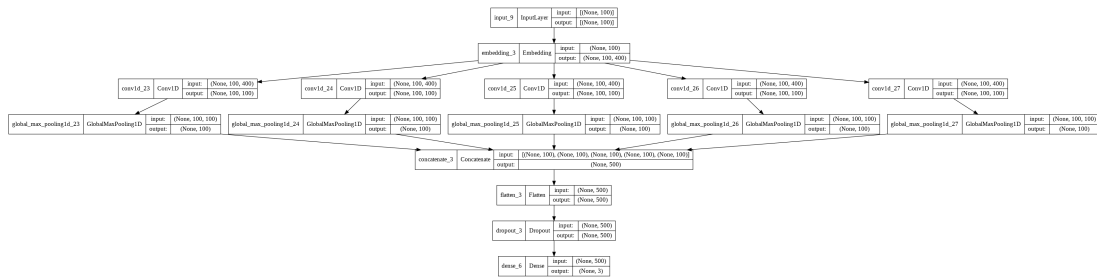 input_9 InputLayer input: [(None, 100)]
output: [(None, 100)]
embedding_3 Embedding input: (None, 100)
output: (None, 100, 400)
conv1d_23 Conv1D input: (None, 100, 400)
output: (None, 100, 100)
conv1d_24 Conv1D input: (None, 100, 400)
output: (None, 100, 100)
conv1d_25 Conv1D input: (None, 100, 400)
output: (None, 100, 100)
conv1d_26 Conv1D input: (None, 100, 400)
output: (None, 100, 100)
conv1d_27 Conv1D input: (None, 100, 400)
output: (None, 100, 100)
global_max_pooling1d_23 GlobalMaxPooling1D input: (None, 100, 100)
output: (None, 100)
global_max_pooling1d_24 GlobalMaxPooling1D input: (None, 100, 100)
output: (None, 100)
global_max_pooling1d_25 GlobalMaxPooling1D input: (None, 100, 100)
output: (None, 100)
global_max_pooling1d_26 GlobalMaxPooling1D input: (None, 100, 100)
output: (None, 100)
global_max_pooling1d_27 GlobalMaxPooling1D input: (None, 100, 100)
output: (None, 100)
concatenate_3 Concatenate input: [(None, 100), (None, 100), (None, 100), (None, 100), (None, 100)]
output: (None, 500)
flatten_3 Flatten input: (None, 500)
output: (None, 500)
dropout_3 Dropout input: (None, 500)
output: (None, 500)
dense_6 Dense input: (None, 500)
output: (None, 3)